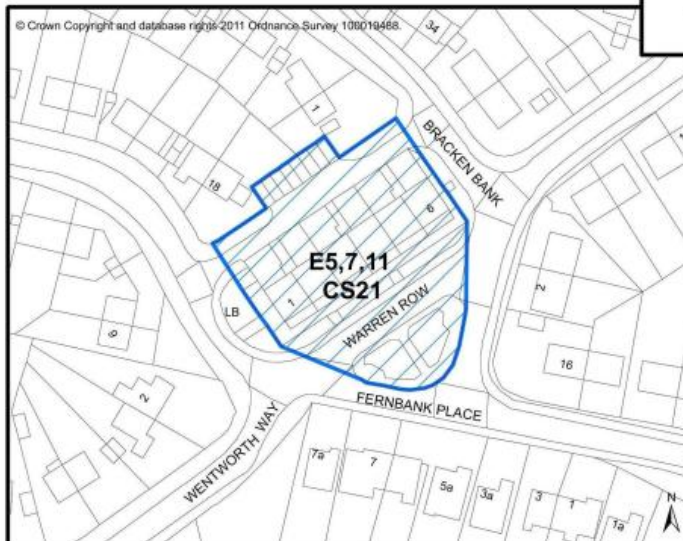 © Crown Copyright and database rights 2011 Ordnance Survey 100019488.
34
1
BRACKEN BANK
18
6
E5,7,11
CS21
2
1
LB
WARREN ROW
9
16
2
FERNBANK PLACE
WENTWORTH WAY
7a
7
5a
3a
3
1
1a
N